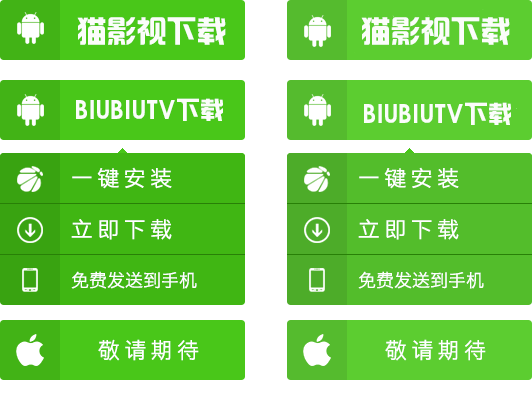 猫影视下载
猫影视下载
BIUBIUTV下载
BIUBIUTV下载
一键安装
一键安装
立即下载
立即下载
免费发送到手机
免费发送到手机
敬请期待
敬请期待